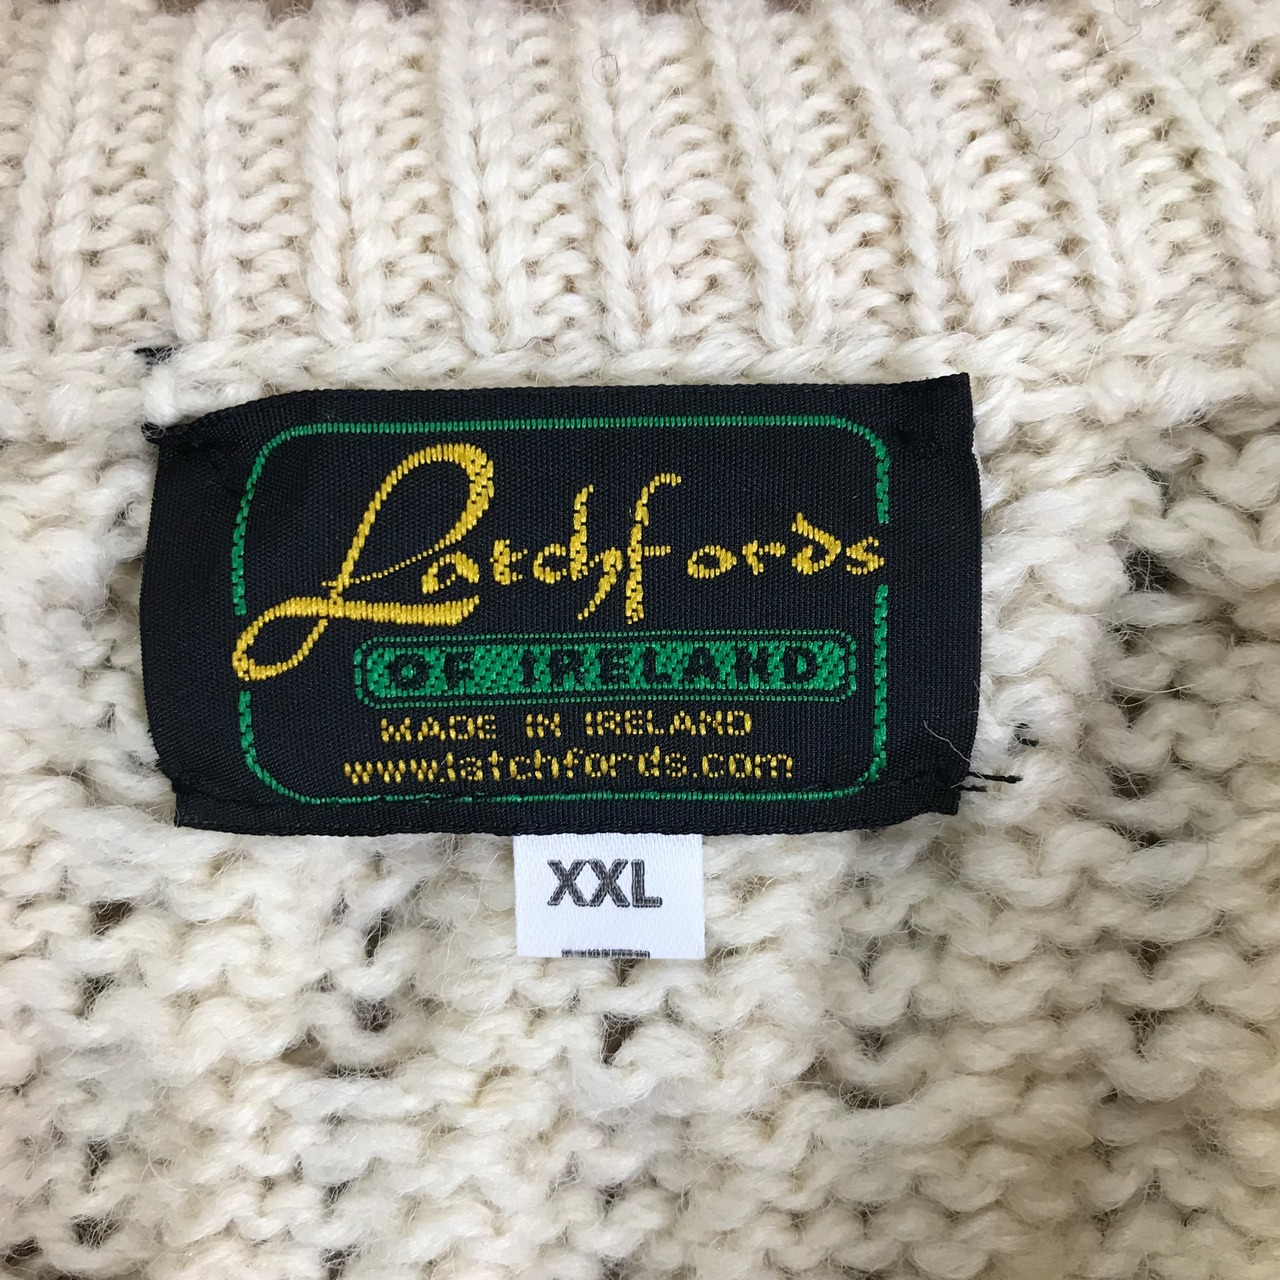 Latchfords
OF IRELAND
MADE IN IRELAND
www.latchfords.com
XXL